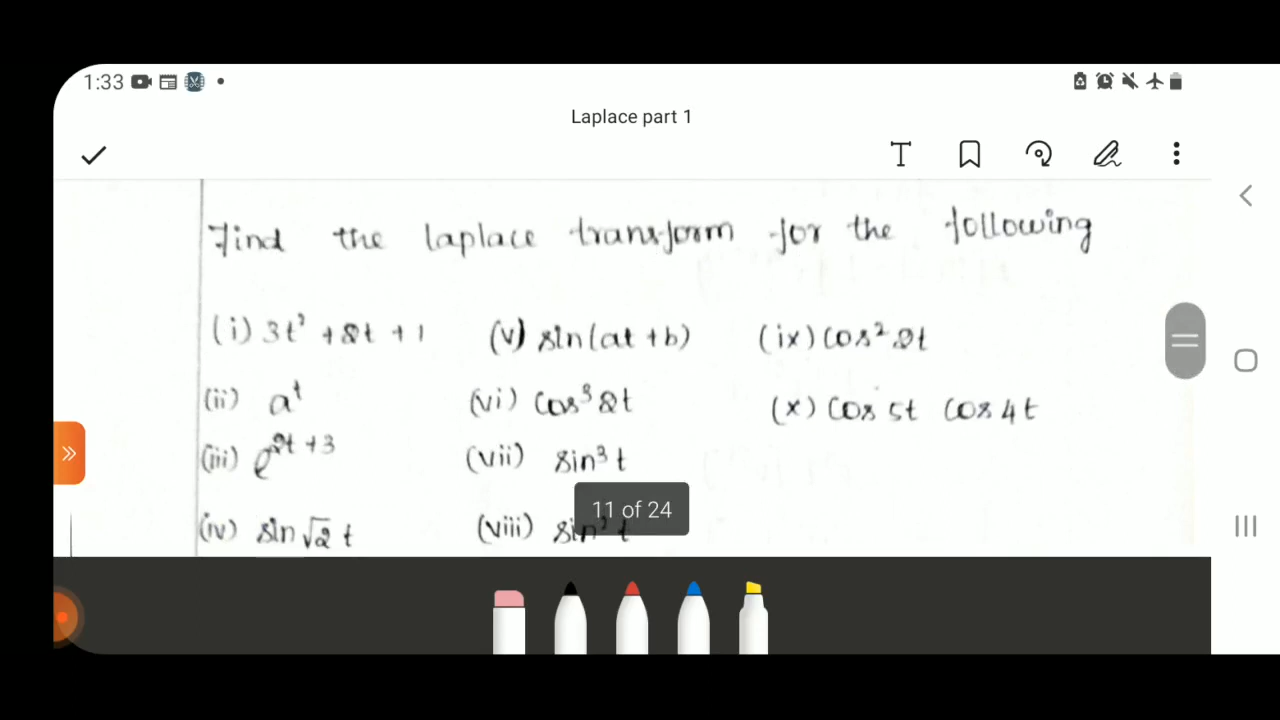 1:33
Laplace part 1
T
Find the laplace transform for the following
(i) 3t² + 2t + 1 (v) sin(at + b) (ix) cos² 2t
(ii) aᵗ (vi) cos³ 2t (x) cos 5t cos 4t
(iii) e²ᵗ ⁺³ (vii) sin³ t
(iv) sin √2 t (viii) sin² t
11 of 24